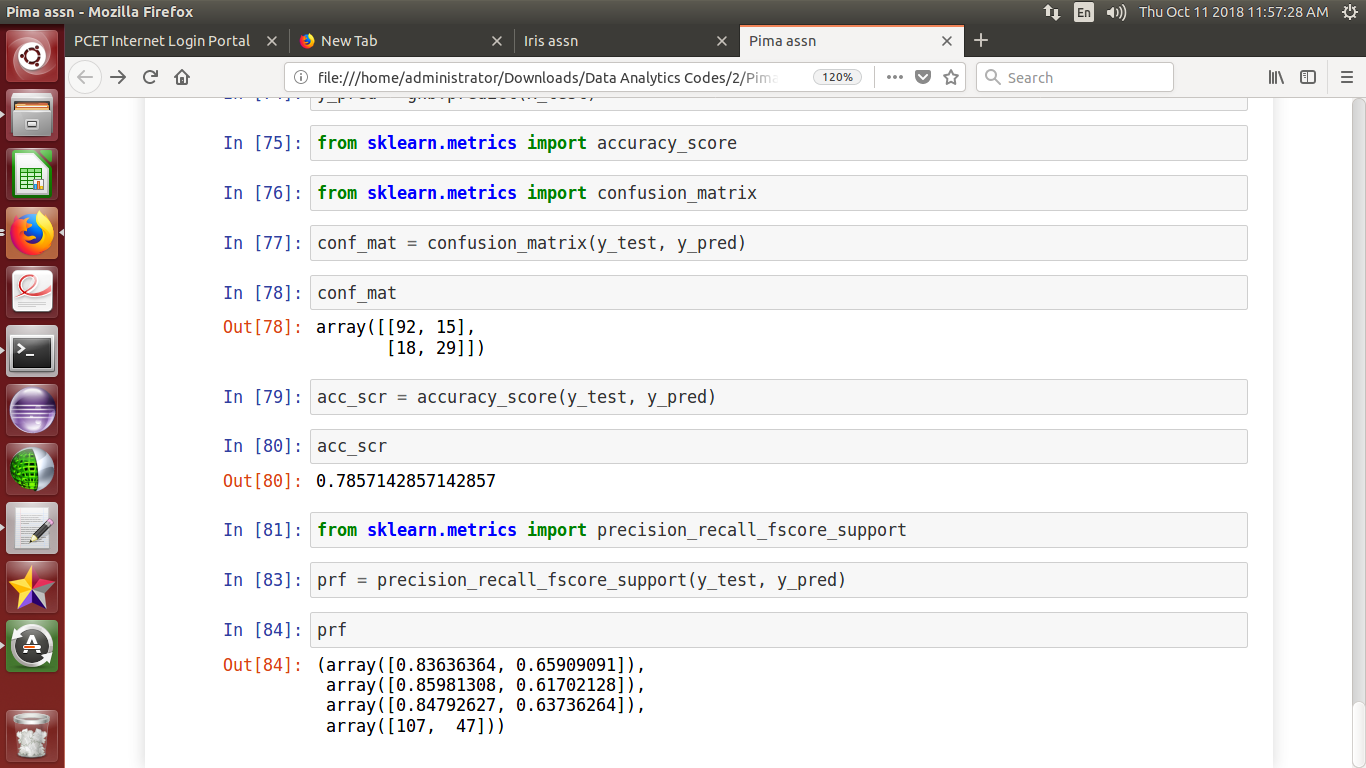 Pima assn - Mozilla Firefox
En
Thu Oct 11 2018 11:57:28 AM
PCET Internet Login Portal
New Tab
Iris assn
Pima assn
file:///home/administrator/Downloads/Data Analytics Codes/2/Pima
120%
Search
In [75]: from sklearn.metrics import accuracy_score
In [76]: from sklearn.metrics import confusion_matrix
In [77]: conf_mat = confusion_matrix(y_test, y_pred)
In [78]: conf_mat
Out[78]: array([[92, 15],
[18, 29]])
In [79]: acc_scr = accuracy_score(y_test, y_pred)
In [80]: acc_scr
Out[80]: 0.7857142857142857
In [81]: from sklearn.metrics import precision_recall_fscore_support
In [83]: prf = precision_recall_fscore_support(y_test, y_pred)
In [84]: prf
Out[84]: (array([0.83636364, 0.65909091]),
array([0.85981308, 0.61702128]),
array([0.84792627, 0.63736264]),
array([107,  47]))